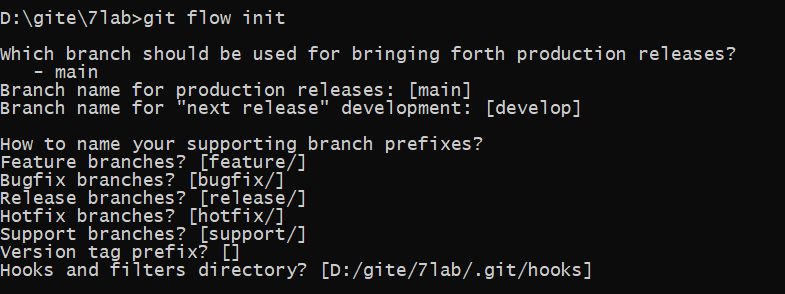 D:\gite\7lab>git flow init
Which branch should be used for bringing forth production releases?
- main
Branch name for production releases: [main]
Branch name for "next release" development: [develop]
How to name your supporting branch prefixes?
Feature branches? [feature/]
Bugfix branches? [bugfix/]
Release branches? [release/]
Hotfix branches? [hotfix/]
Support branches? [support/]
Version tag prefix? []
Hooks and filters directory? [D:/gite/7lab/.git/hooks]